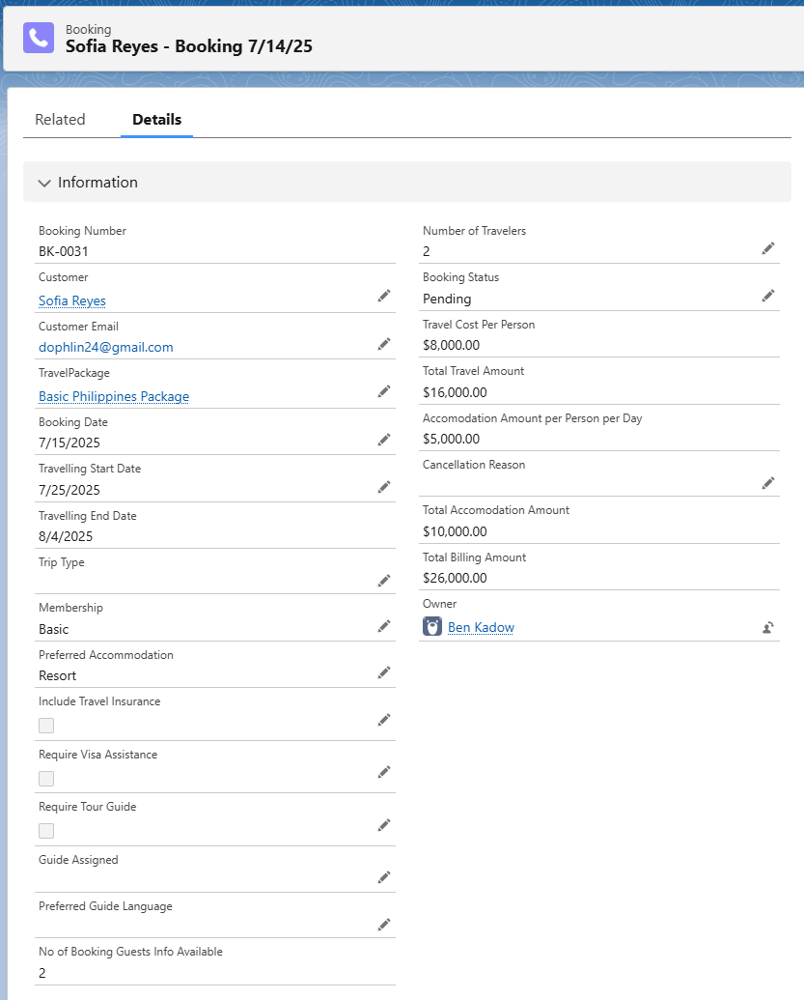 Booking
Sofia Reyes - Booking 7/14/25
Related
Details
Information
Booking Number
BK-0031
Customer
Sofia Reyes
Customer Email
dophlin24@gmail.com
TravelPackage
Basic Philippines Package
Booking Date
7/15/2025
Travelling Start Date
7/25/2025
Travelling End Date
8/4/2025
Trip Type
Membership
Basic
Preferred Accommodation
Resort
Include Travel Insurance
Require Visa Assistance
Require Tour Guide
Guide Assigned
Preferred Guide Language
No of Booking Guests Info Available
2
Number of Travelers
2
Booking Status
Pending
Travel Cost Per Person
$8,000.00
Total Travel Amount
$16,000.00
Accomodation Amount per Person per Day
$5,000.00
Cancellation Reason
Total Accomodation Amount
$10,000.00
Total Billing Amount
$26,000.00
Owner
Ben Kadow